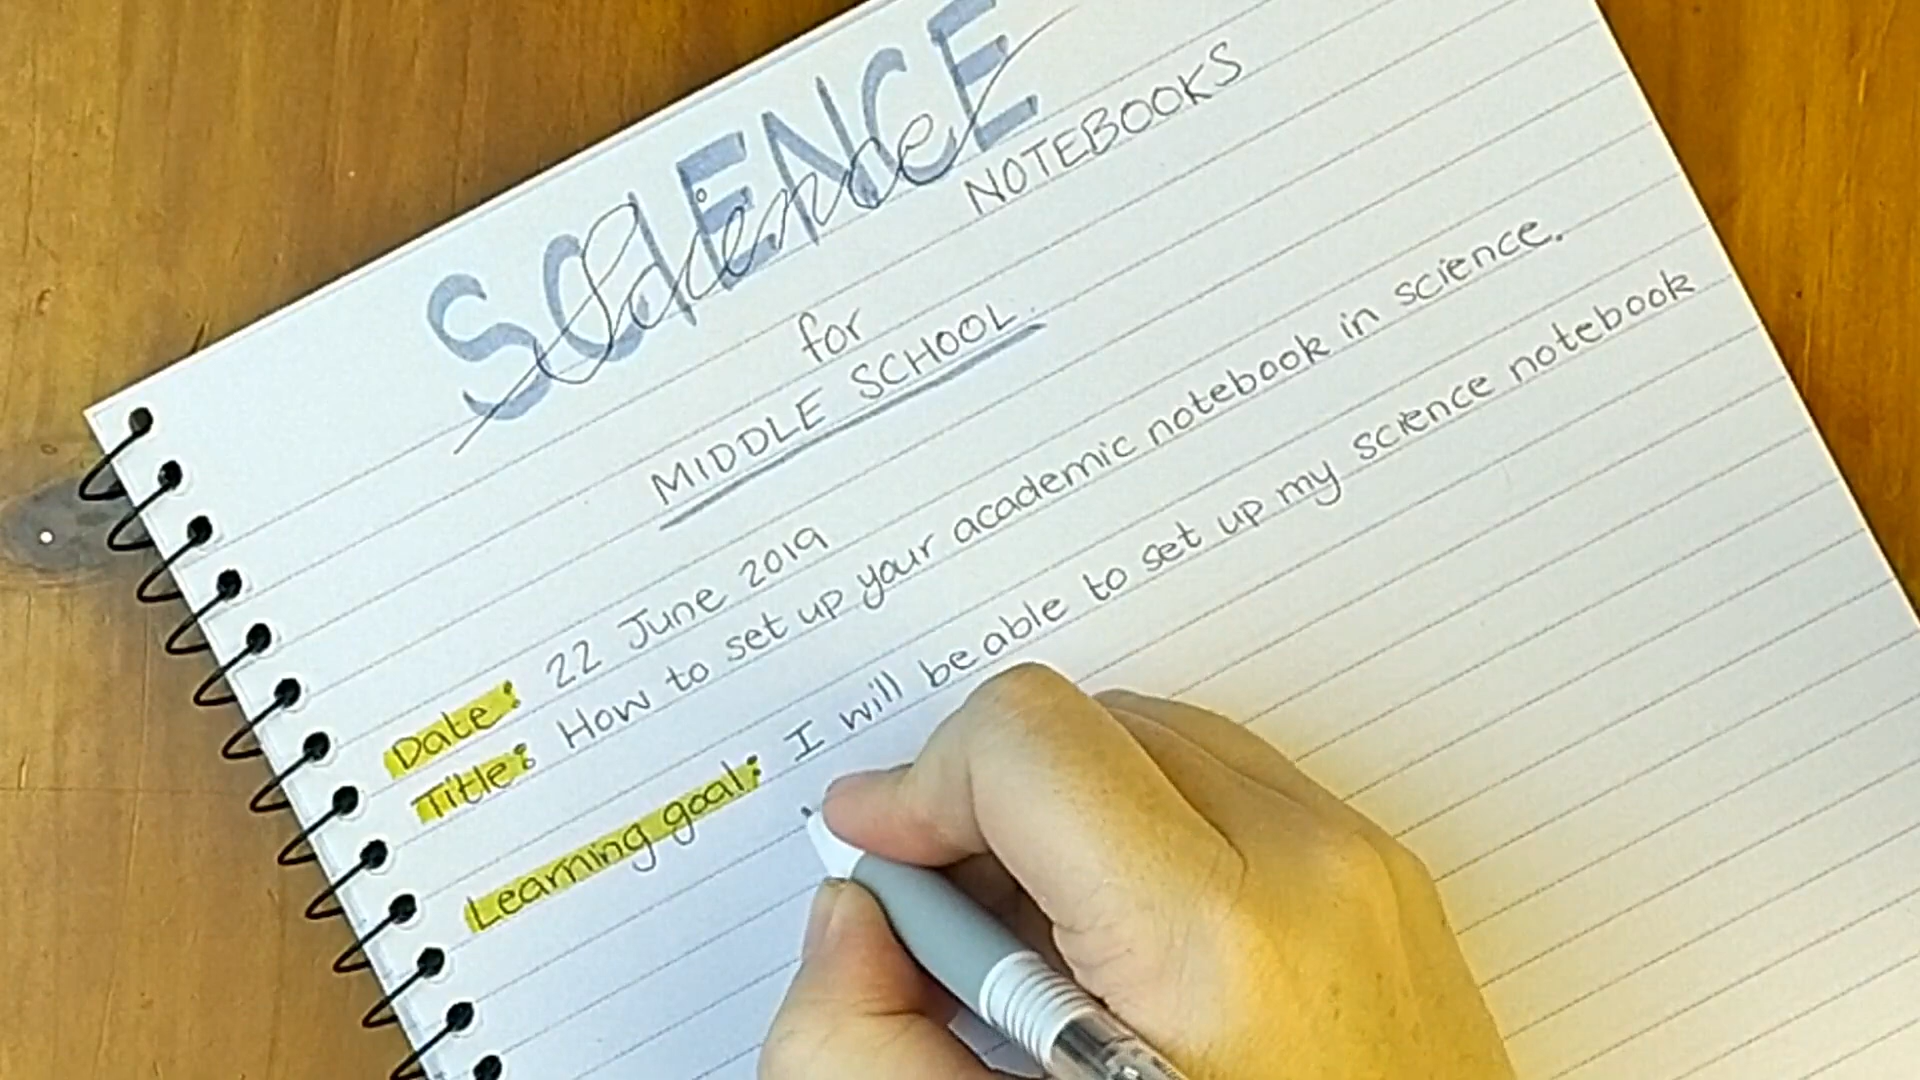 SCIENCE
Science
NOTEBOOKS
for
MIDDLE SCHOOL
Date: 22 June 2019
Title: How to set up your academic notebook in science.
Learning goal: I will be able to set up my science notebook